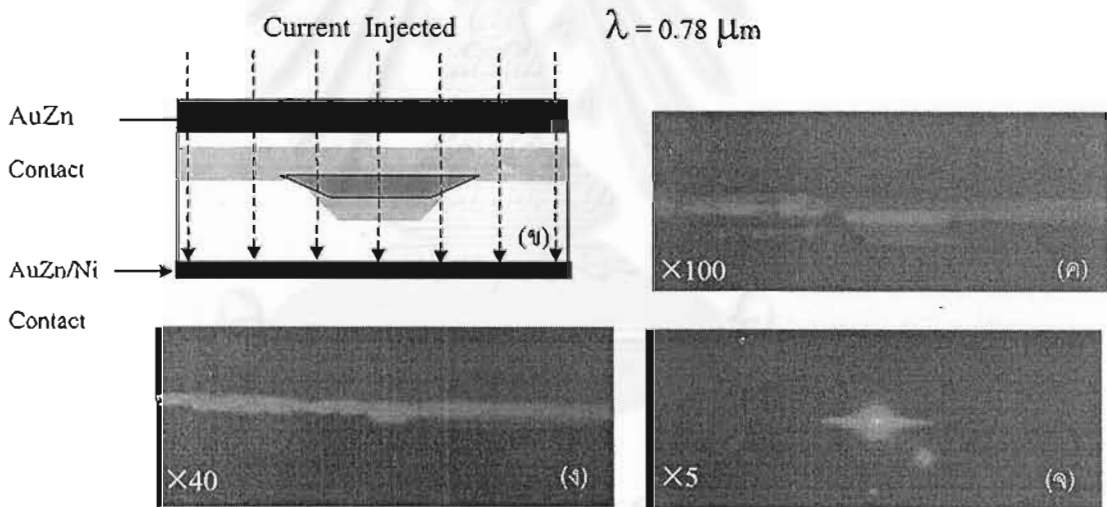 Current Injected
λ = 0.78 μm
AuZn
Contact
(ข)
AuZn/Ni
Contact
×100
(ค)
×40
(ง)
×5
(จ)